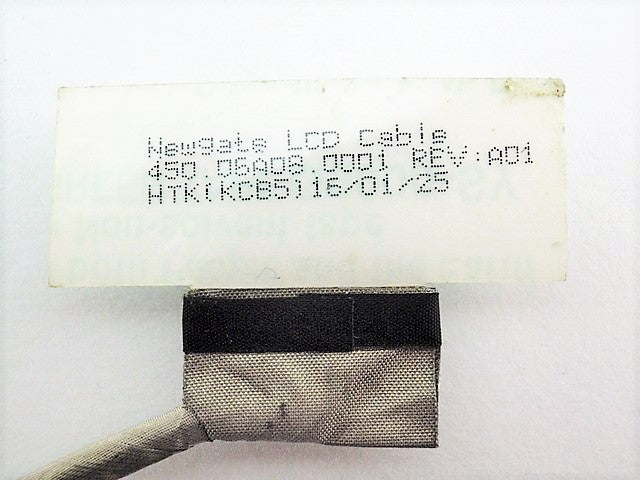 Newgate LCD Cable
450.06A08.0001 REV:A01
HTK(KCB5)16/01/25